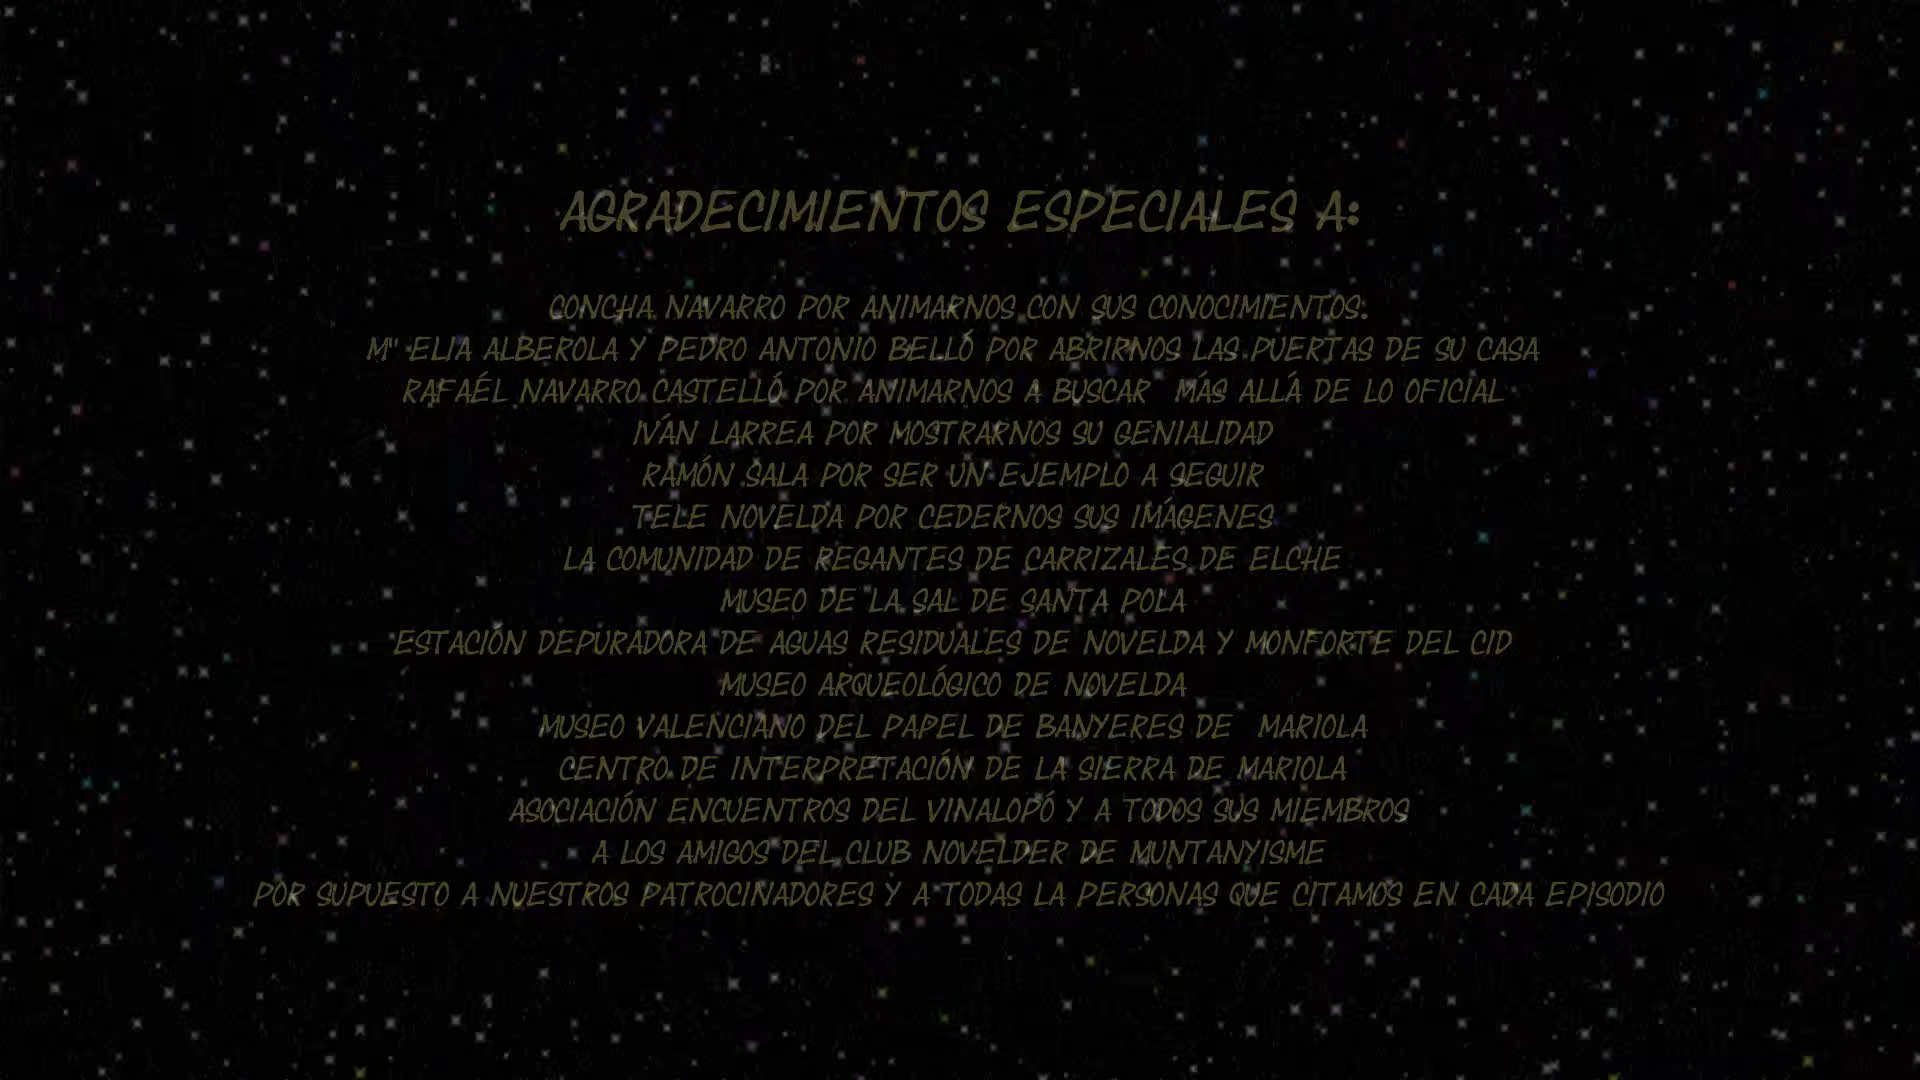 AGRADECIMIENTOS ESPECIALES A:
CONCHA NAVARRO POR ANIMARNOS CON SUS CONOCIMIENTOS.
Mª ELIA ALBEROLA Y PEDRO ANTONIO BELLÓ POR ABRIRNOS LAS PUERTAS DE SU CASA
RAFAÉL NAVARRO CASTELLÓ POR ANIMARNOS A BUSCAR MÁS ALLÁ DE LO OFICIAL
IVÁN LARREA POR MOSTRARNOS SU GENIALIDAD
RAMÓN SALA POR SER UN EJEMPLO A SEGUIR
TELE NOVELDA POR CEDERNOS SUS IMÁGENES
LA COMUNIDAD DE REGANTES DE CARRIZALES DE ELCHE
MUSEO DE LA SAL DE SANTA POLA
ESTACIÓN DEPURADORA DE AGUAS RESIDUALES DE NOVELDA Y MONFORTE DEL CID
MUSEO ARQUEOLÓGICO DE NOVELDA
MUSEO VALENCIANO DEL PAPEL DE BANYERES DE MARIOLA
CENTRO DE INTERPRETACIÓN DE LA SIERRA DE MARIOLA
ASOCIACIÓN ENCUENTROS DEL VINALOPÓ Y A TODOS SUS MIEMBROS
A LOS AMIGOS DEL CLUB NOVELDER DE MUNTANYISME
POR SUPUESTO A NUESTROS PATROCINADORES Y A TODAS LA PERSONAS QUE CITAMOS EN CADA EPISODIO